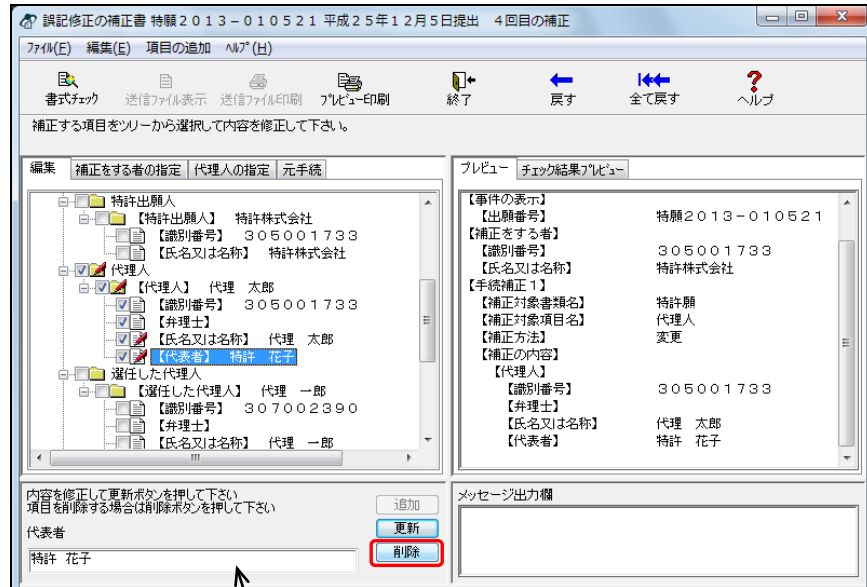 誤記修正の補正書 特願２０１３－０１０５２１ 平成２５年１２月５日提出　４回目の補正
ﾌｧｲﾙ(F)　編集(E)　項目の追加　ﾍﾙﾌﾟ(H)
書式ﾁｪｯｸ　送信ﾌｧｲﾙ表示　送信ﾌｧｲﾙ印刷　ﾌﾟﾚﾋﾞｭｰ印刷　終了　戻す　全て戻す　ヘルプ
補正する項目をツリーから選択して内容を修正して下さい。
編集　補正をする者の指定　代理人の指定　元手続
特許出願人
【特許出願人】　特許株式会社
【識別番号】　３０５００１７３３
【氏名又は名称】　特許株式会社
代理人
【代理人】　代理　太郎
【識別番号】　３０５００１７３３
【弁理士】
【氏名又は名称】　代理　太郎
【代表者】　特許　花子
選任した代理人
【選任した代理人】　代理　一郎
【識別番号】　３０７００２３９０
【弁理士】
【氏名又は名称】　代理　一郎
プレビュー　ﾁｪｯｸ結果ﾌﾟﾚﾋﾞｭｰ
【事件の表示】
【出願番号】　特願２０１３－０１０５２１
【補正をする者】
【識別番号】　３０５００１７３３
【氏名又は名称】　特許株式会社
【手続補正１】
【補正対象書類名】　特許願
【補正対象項目名】　代理人
【補正方法】　変更
【補正の内容】
【代理人】
【識別番号】　３０５００１７３３
【弁理士】
【氏名又は名称】　代理　太郎
【代表者】　特許　花子
内容を修正して更新ボタンを押して下さい
項目を削除する場合は削除ボタンを押して下さい
追加
更新
削除
代表者
特許　花子
メッセージ出力欄